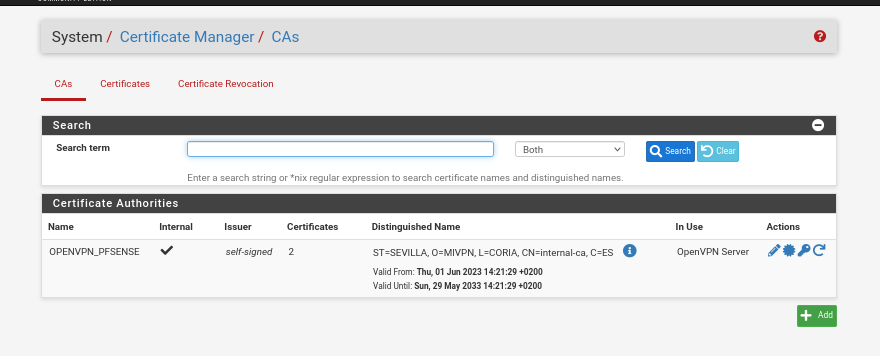 System / Certificate Manager / CAs
CAs Certificates Certificate Revocation
Search
Search term Both Search Clear
Enter a search string or *nix regular expression to search certificate names and distinguished names.
Certificate Authorities
Name Internal Issuer Certificates Distinguished Name In Use Actions
OPENVPN_PFSENSE self-signed 2 ST=SEVILLA, O=MIVPN, L=CORIA, CN=internal-ca, C=ES OpenVPN Server
Valid From: Thu, 01 Jun 2023 14:21:29 +0200
Valid Until: Sun, 29 May 2033 14:21:29 +0200
Add